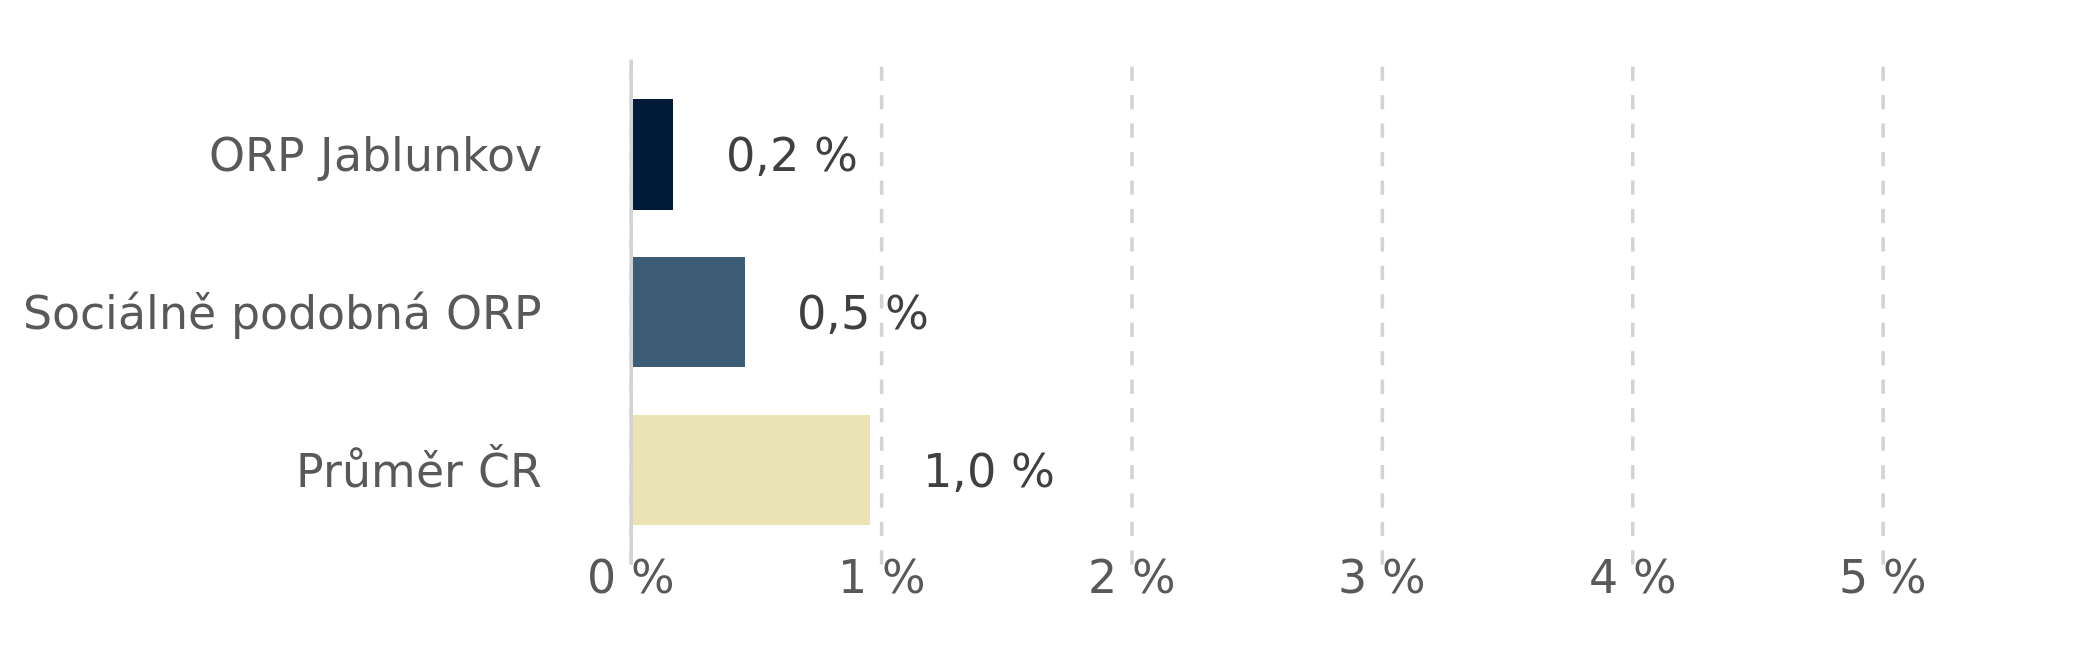 ORP Jablunkov 0,2 %
Sociálně podobná ORP 0,5 %
Průměr ČR 1,0 %
0 % 1 % 2 % 3 % 4 % 5 %